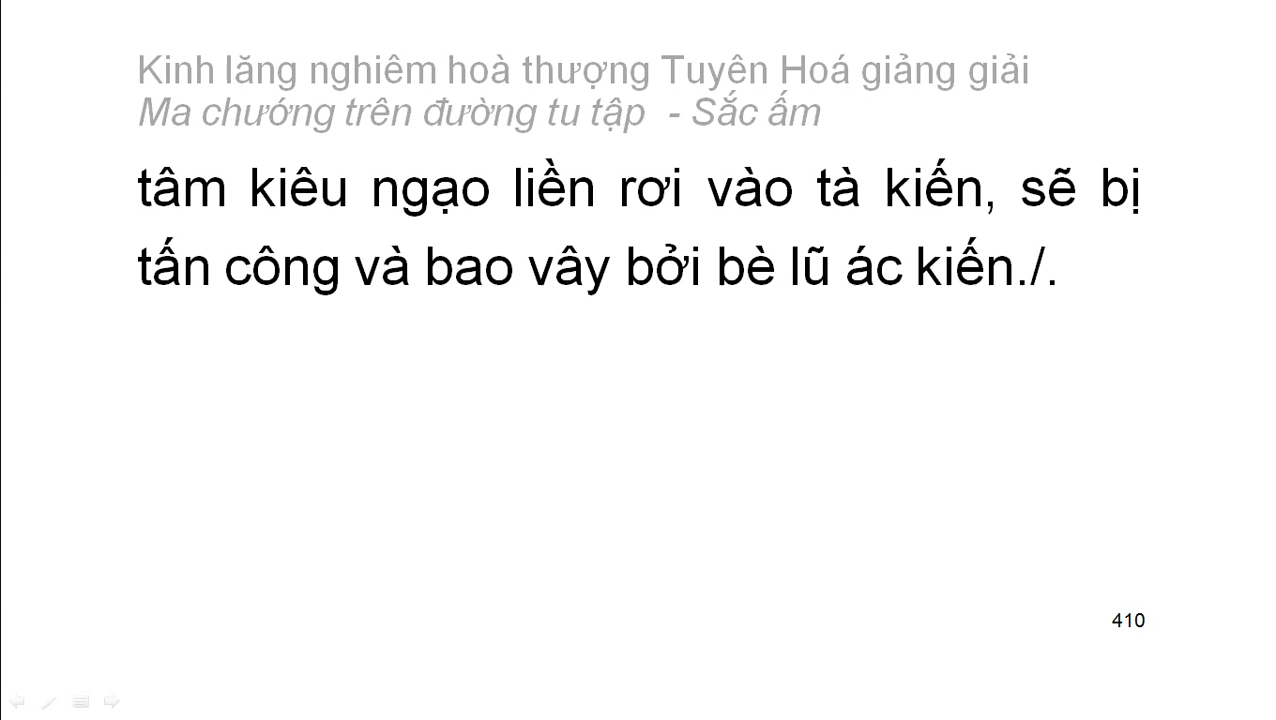 Kinh lăng nghiêm hoà thượng Tuyên Hoá giảng giải
Ma chướng trên đường tu tập - Sắc ấm
tâm kiêu ngạo liền rơi vào tà kiến, sẽ bị
tấn công và bao vây bởi bè lũ ác kiến./.
410